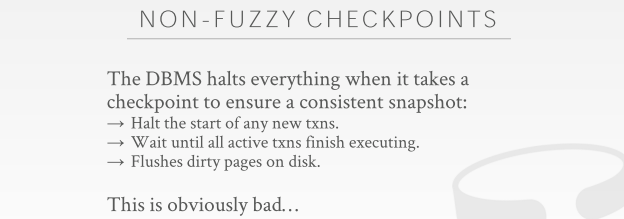 NON-FUZZY CHECKPOINTS
The DBMS halts everything when it takes a
checkpoint to ensure a consistent snapshot:
→ Halt the start of any new txns.
→ Wait until all active txns finish executing.
→ Flushes dirty pages on disk.
This is obviously bad…